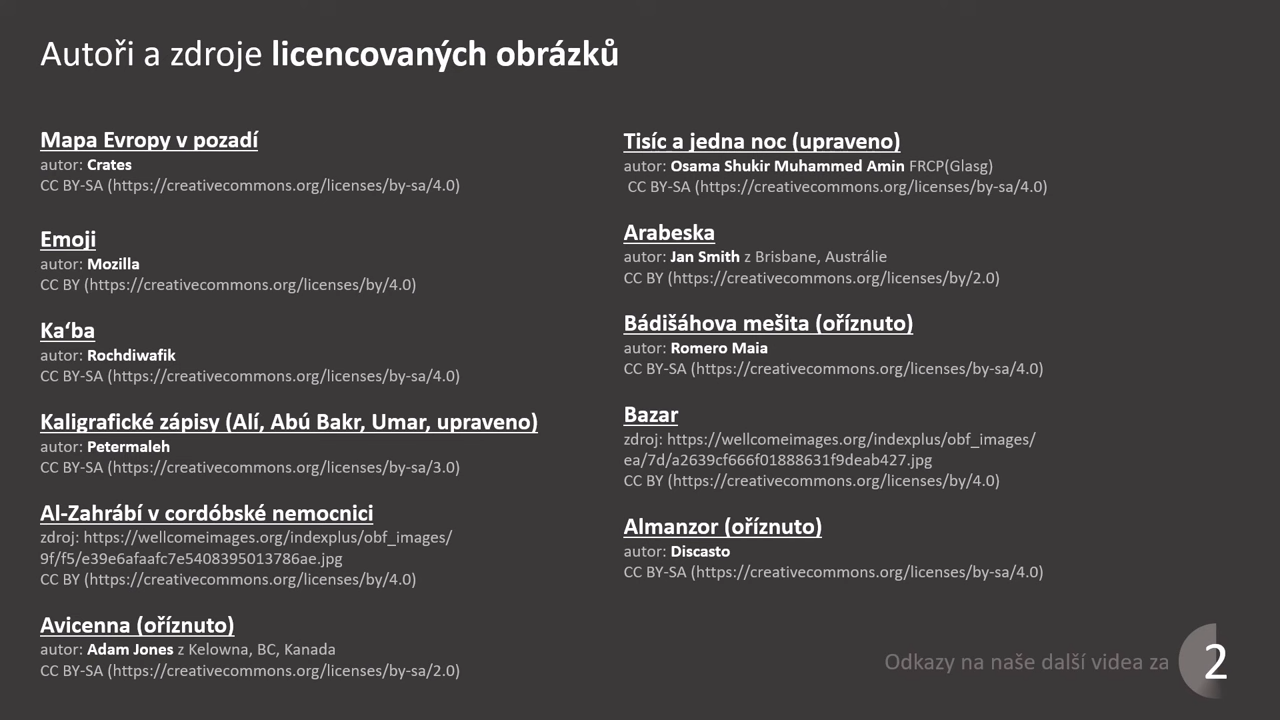 Autoři a zdroje licencovaných obrázků
Mapa Evropy v pozadí
autor: Crates
CC BY-SA (https://creativecommons.org/licenses/by-sa/4.0)
Emoji
autor: Mozilla
CC BY (https://creativecommons.org/licenses/by/4.0)
Ka‘ba
autor: Rochdiwafik
CC BY-SA (https://creativecommons.org/licenses/by-sa/4.0)
Kaligrafické zápisy (Alí, Abú Bakr, Umar, upraveno)
autor: Petermaleh
CC BY-SA (https://creativecommons.org/licenses/by-sa/3.0)
Al-Zahrábí v cordóbské nemocnici
zdroj: https://wellcomeimages.org/indexplus/obf_images/
9f/f5/e39e6afaafc7e5408395013786ae.jpg
CC BY (https://creativecommons.org/licenses/by/4.0)
Avicenna (oříznuto)
autor: Adam Jones z Kelowna, BC, Kanada
CC BY-SA (https://creativecommons.org/licenses/by-sa/2.0)
Tisíc a jedna noc (upraveno)
autor: Osama Shukir Muhammed Amin FRCP(Glasg)
CC BY-SA (https://creativecommons.org/licenses/by-sa/4.0)
Arabeska
autor: Jan Smith z Brisbane, Austrálie
CC BY (https://creativecommons.org/licenses/by/2.0)
Bádišáhova mešita (oříznuto)
autor: Romero Maia
CC BY-SA (https://creativecommons.org/licenses/by-sa/4.0)
Bazar
zdroj: https://wellcomeimages.org/indexplus/obf_images/
ea/7d/a2639cf666f01888631f9deab427.jpg
CC BY (https://creativecommons.org/licenses/by/4.0)
Almanzor (oříznuto)
autor: Discasto
CC BY-SA (https://creativecommons.org/licenses/by-sa/4.0)
Odkazy na naše další videa za 2